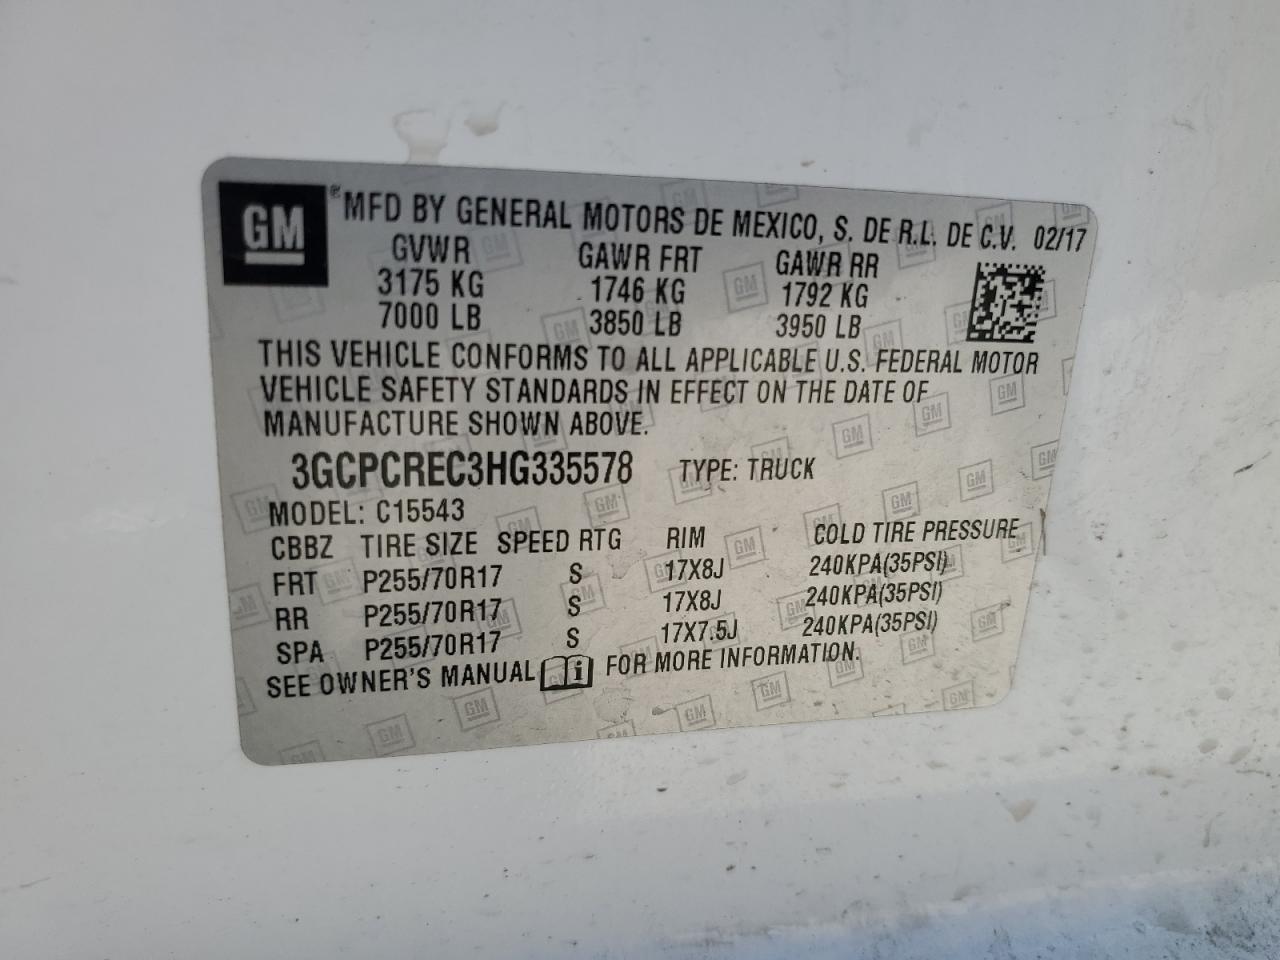 GM ® MFD BY GENERAL MOTORS DE MEXICO, S. DE R.L. DE C.V. 02/17
GVWR GAWR FRT GAWR RR
3175 KG 1746 KG 1792 KG
7000 LB 3850 LB 3950 LB
THIS VEHICLE CONFORMS TO ALL APPLICABLE U.S. FEDERAL MOTOR
VEHICLE SAFETY STANDARDS IN EFFECT ON THE DATE OF
MANUFACTURE SHOWN ABOVE.
3GCPCREC3HG335578 TYPE: TRUCK
MODEL: C15543
CBBZ TIRE SIZE SPEED RTG RIM COLD TIRE PRESSURE
FRT P255/70R17 S 17X8J 240KPA(35PSI)
RR P255/70R17 S 17X8J 240KPA(35PSI)
SPA P255/70R17 S 17X7.5J 240KPA(35PSI)
SEE OWNER'S MANUAL i FOR MORE INFORMATION.